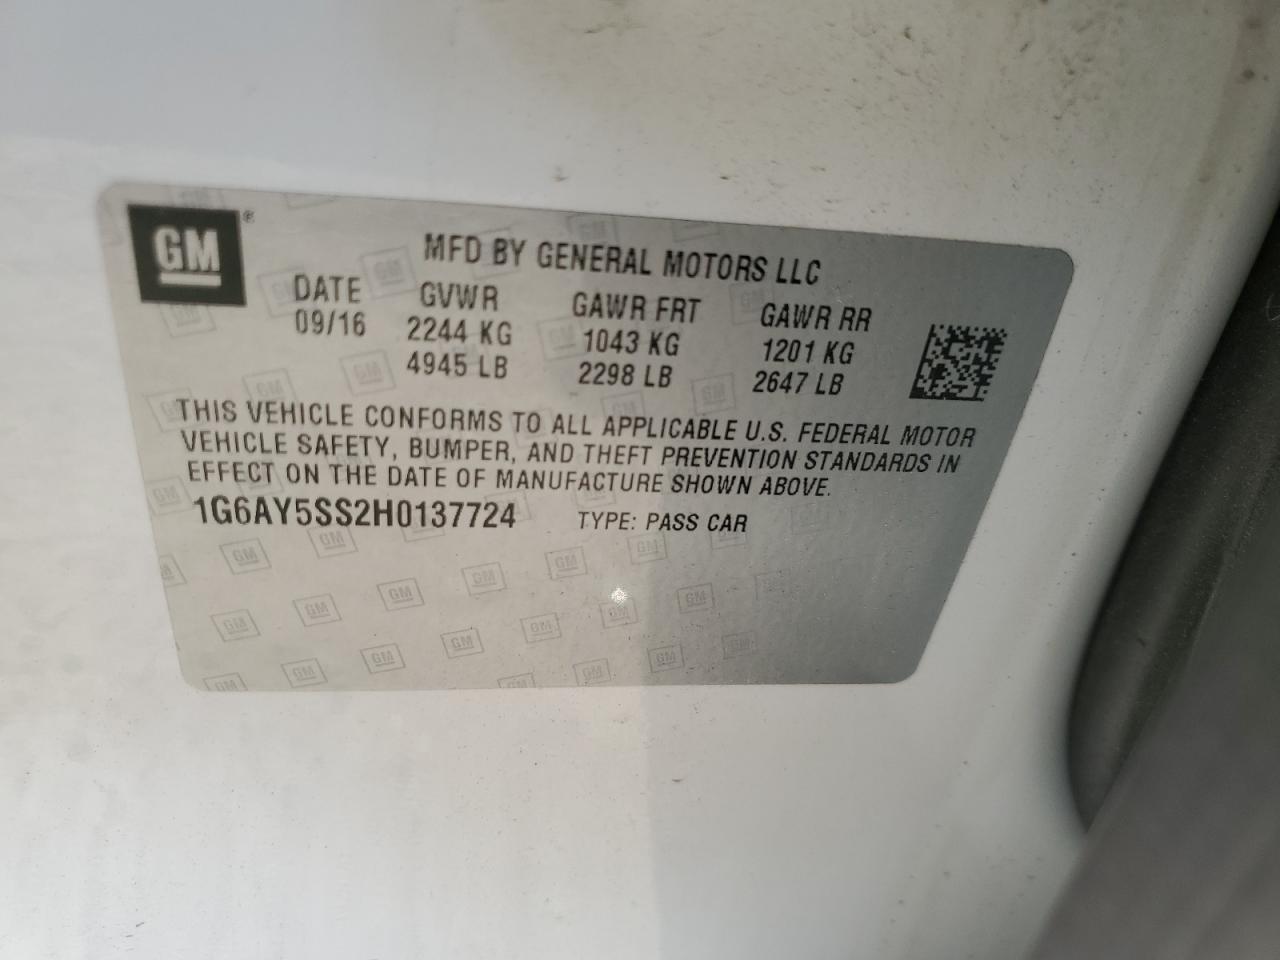 GM®
MFD BY GENERAL MOTORS LLC
DATE GVWR GAWR FRT GAWR RR
09/16 2244 KG 1043 KG 1201 KG
4945 LB 2298 LB 2647 LB
THIS VEHICLE CONFORMS TO ALL APPLICABLE U.S. FEDERAL MOTOR
VEHICLE SAFETY, BUMPER, AND THEFT PREVENTION STANDARDS IN
EFFECT ON THE DATE OF MANUFACTURE SHOWN ABOVE.
1G6AY5SS2H0137724 TYPE: PASS CAR